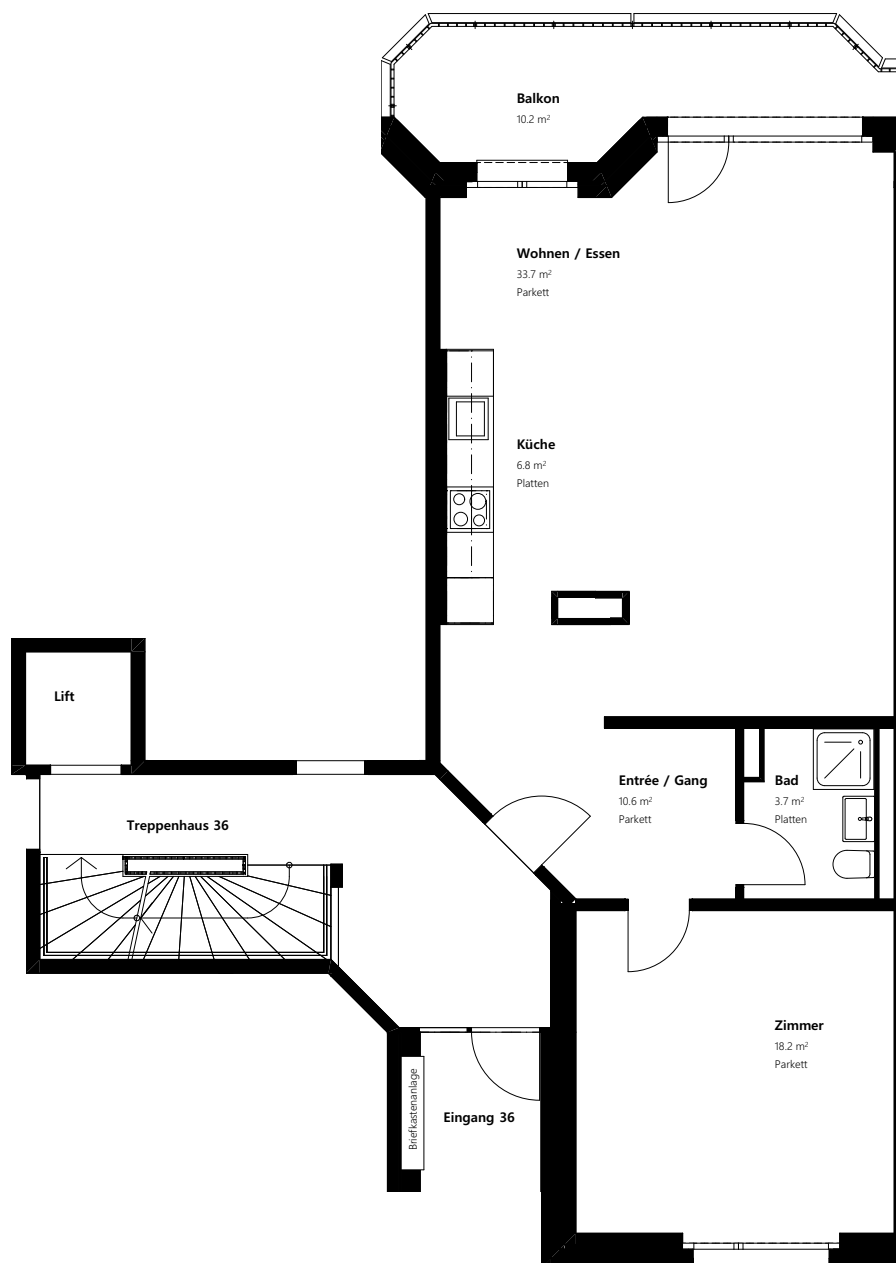 Balkon
10.2 m²
Wohnen / Essen
33.7 m²
Parkett
Küche
6.8 m²
Platten
Lift
Entrée / Gang
10.6 m²
Parkett
Bad
3.7 m²
Platten
Treppenhaus 36
Zimmer
18.2 m²
Parkett
Briefkastenanlage
Eingang 36